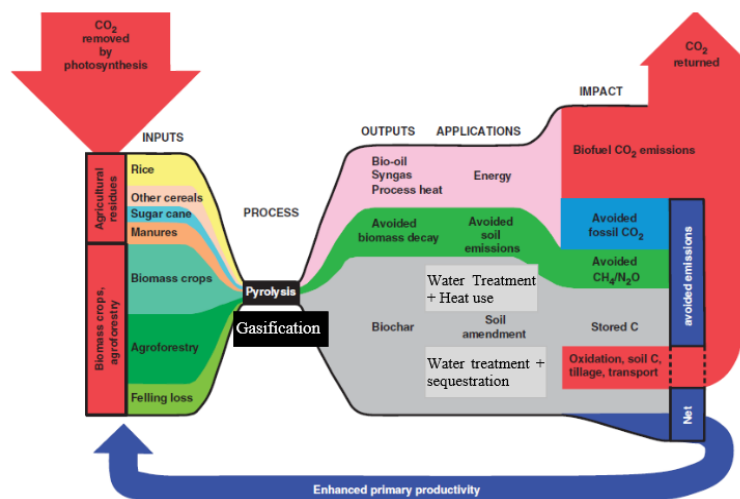 CO2
removed
by
photosynthesis
CO2
returned
INPUTS
PROCESS
OUTPUTS
APPLICATIONS
IMPACT
Agricultural
residues
Rice
Other cereals
Sugar cane
Manures
Biomass crops,
agroforestry
Biomass crops
Agroforestry
Felling loss
Pyrolysis
Gasification
Bio-oil
Syngas
Process heat
Energy
Biofuel CO2 emissions
Avoided
biomass decay
Avoided
soil
emissions
Avoided
fossil CO2
Avoided
CH4/N2O
Water Treatment
+ Heat use
Biochar
Soil
amendment
Stored C
Water treatment +
sequestration
Oxidation, soil C,
tillage, transport
avoided emissions
Net
Enhanced primary productivity